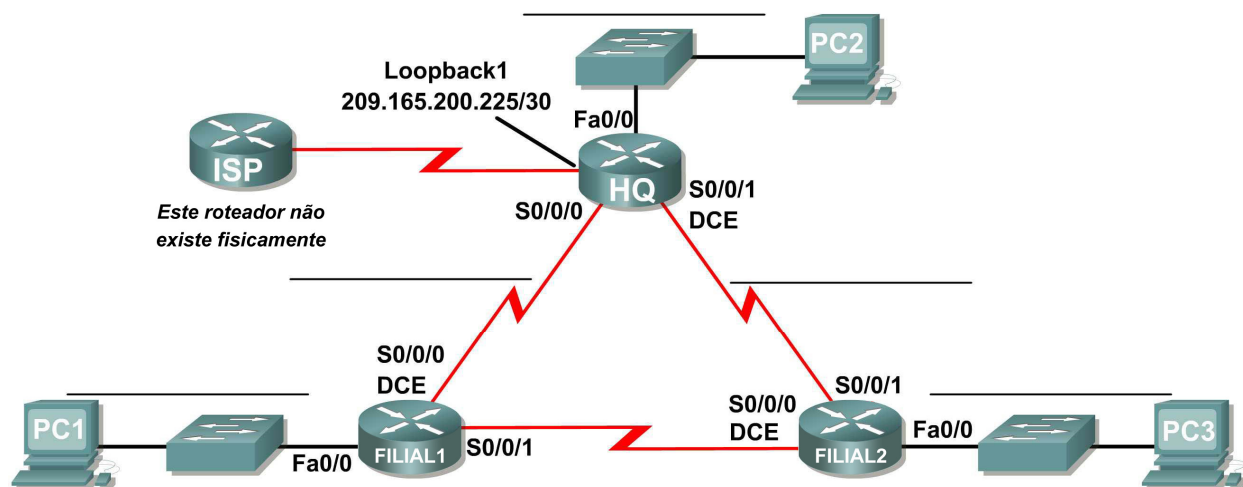 PC2
Loopback1
209.165.200.225/30
Fa0/0
ISP
HQ
S0/0/1
DCE
S0/0/0
Este roteador não
existe fisicamente
S0/0/0
DCE
S0/0/1
S0/0/0
DCE
PC1
Fa0/0
FILIAL1
S0/0/1
FILIAL2
Fa0/0
PC3